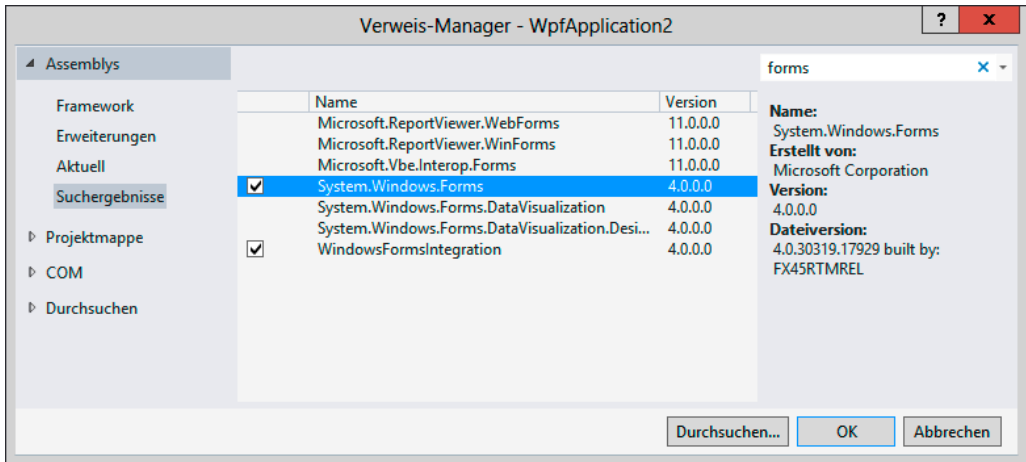 Verweis-Manager - WpfApplication2
?
x
Assemblys
Framework
Erweiterungen
Aktuell
Suchergebnisse
Projektmappe
COM
Durchsuchen
Name Version
Microsoft.ReportViewer.WebForms 11.0.0.0
Microsoft.ReportViewer.WinForms 11.0.0.0
Microsoft.Vbe.Interop.Forms 11.0.0.0
System.Windows.Forms 4.0.0.0
System.Windows.Forms.DataVisualization 4.0.0.0
System.Windows.Forms.DataVisualization.Desi... 4.0.0.0
WindowsFormsIntegration 4.0.0.0
forms
Name:
System.Windows.Forms
Erstellt von:
Microsoft Corporation
Version:
4.0.0.0
Dateiversion:
4.0.30319.17929 built by:
FX45RTMREL
Durchsuchen... OK Abbrechen